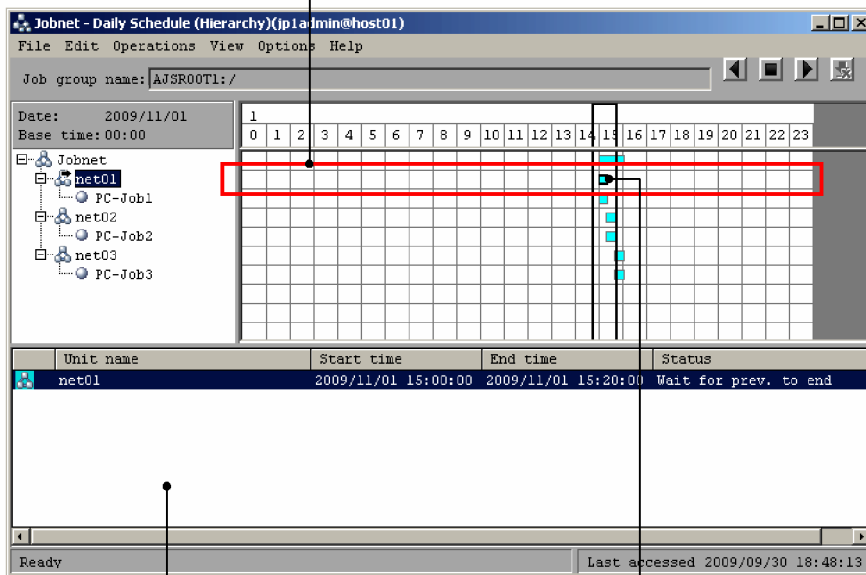 Jobnet - Daily Schedule (Hierarchy)(jp1admin@host01)
File Edit Operations View Options Help
Job group name: AJSROOT1:/
Date: 2009/11/01
Base time: 00:00
1
0 1 2 3 4 5 6 7 8 9 10 11 12 13 14 15 16 17 18 19 20 21 22 23
Jobnet
net01
PC-Job1
net02
PC-Job2
net03
PC-Job3
Unit name Start time End time Status
net01 2009/11/01 15:00:00 2009/11/01 15:20:00 Wait for prev. to end
Ready Last accessed 2009/09/30 18:48:13